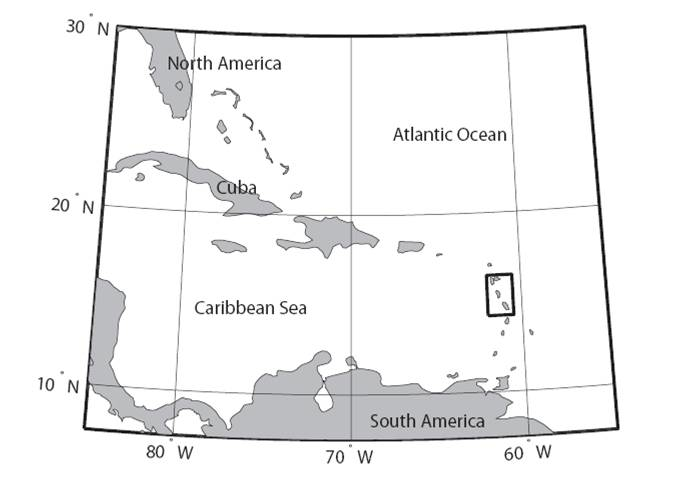 30° N
North America
Atlantic Ocean
Cuba
20° N
Caribbean Sea
10° N
South America
80° W
70° W
60° W